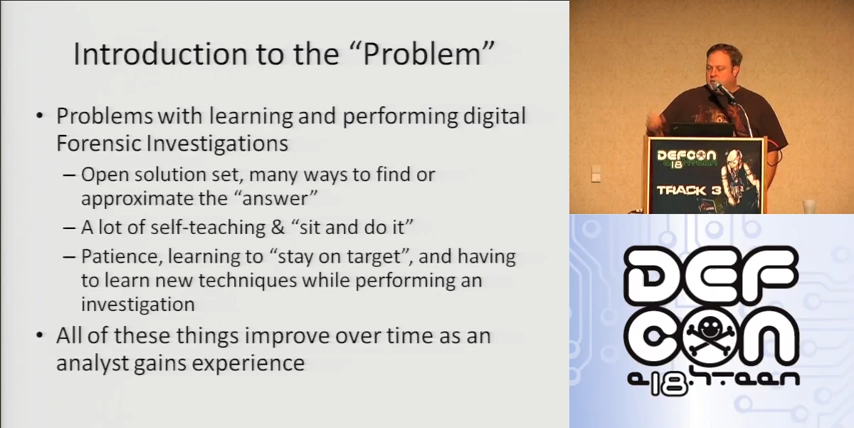 Introduction to the “Problem”
• Problems with learning and performing digital
Forensic Investigations
– Open solution set, many ways to find or
approximate the “answer”
– A lot of self-teaching & “sit and do it”
– Patience, learning to “stay on target”, and having
to learn new techniques while performing an
investigation
• All of these things improve over time as an
analyst gains experience
DEFCON
18
TRACK 3
DEF
CON
e18hteen